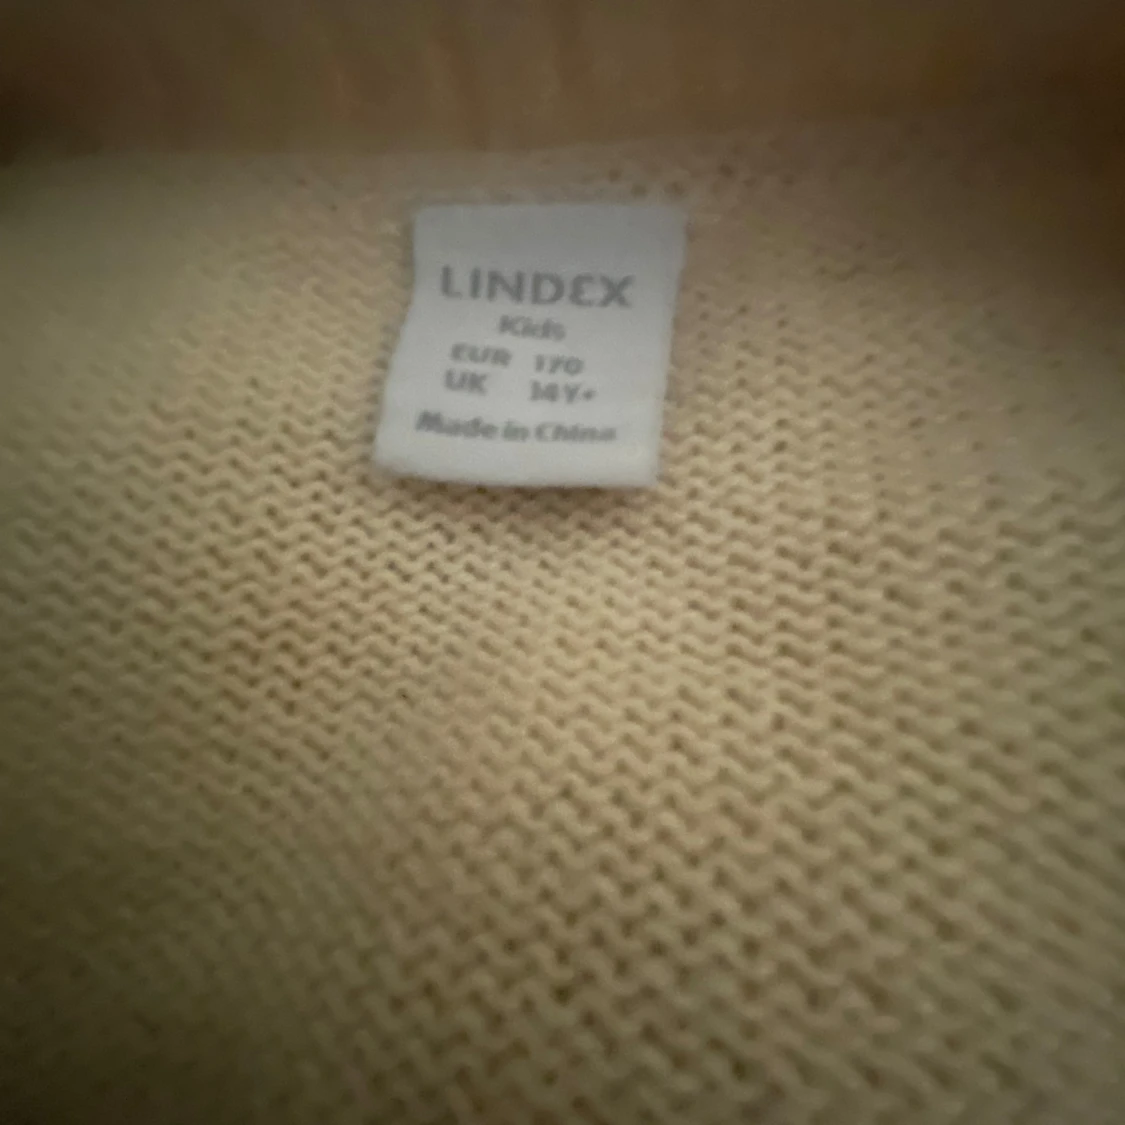 LINDEX
Kids
EUR 170
UK 14Y+
Made in China